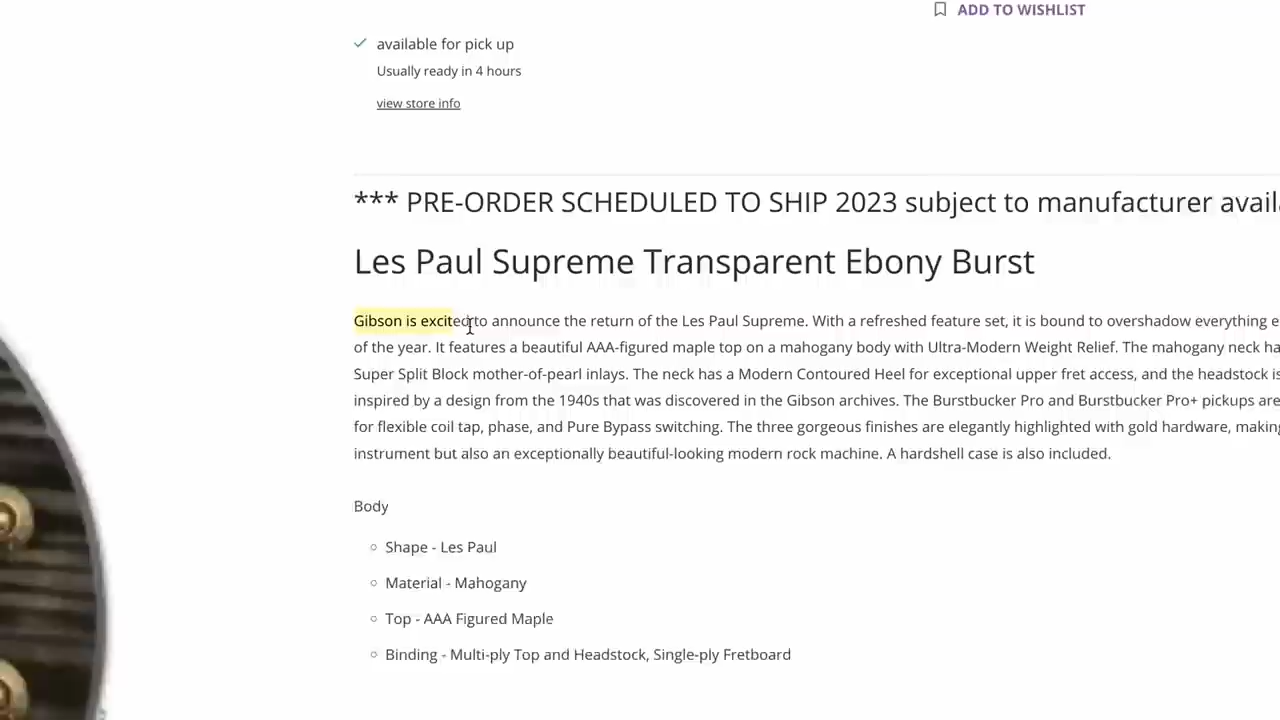 ADD TO WISHLIST
available for pick up
Usually ready in 4 hours
view store info
*** PRE-ORDER SCHEDULED TO SHIP 2023 subject to manufacturer
Les Paul Supreme Transparent Ebony Burst
Gibson is excited to announce the return of the Les Paul Supreme. With a refreshed feature set, it is bound to overshadow everything
of the year. It features a beautiful AAA-figured maple top on a mahogany body with Ultra-Modern Weight Relief. The mahogany neck
Super Split Block mother-of-pearl inlays. The neck has a Modern Contoured Heel for exceptional upper fret access, and the headstock is
inspired by a design from the 1940s that was discovered in the Gibson archives. The Burstbucker Pro and Burstbucker Pro+ pickups are
for flexible coil tap, phase, and Pure Bypass switching. The three gorgeous finishes are elegantly highlighted with gold hardware,
instrument but also an exceptionally beautiful-looking modern rock machine. A hardshell case is also included.
Body
Shape - Les Paul
Material - Mahogany
Top - AAA Figured Maple
Binding - Multi-ply Top and Headstock, Single-ply Fretboard